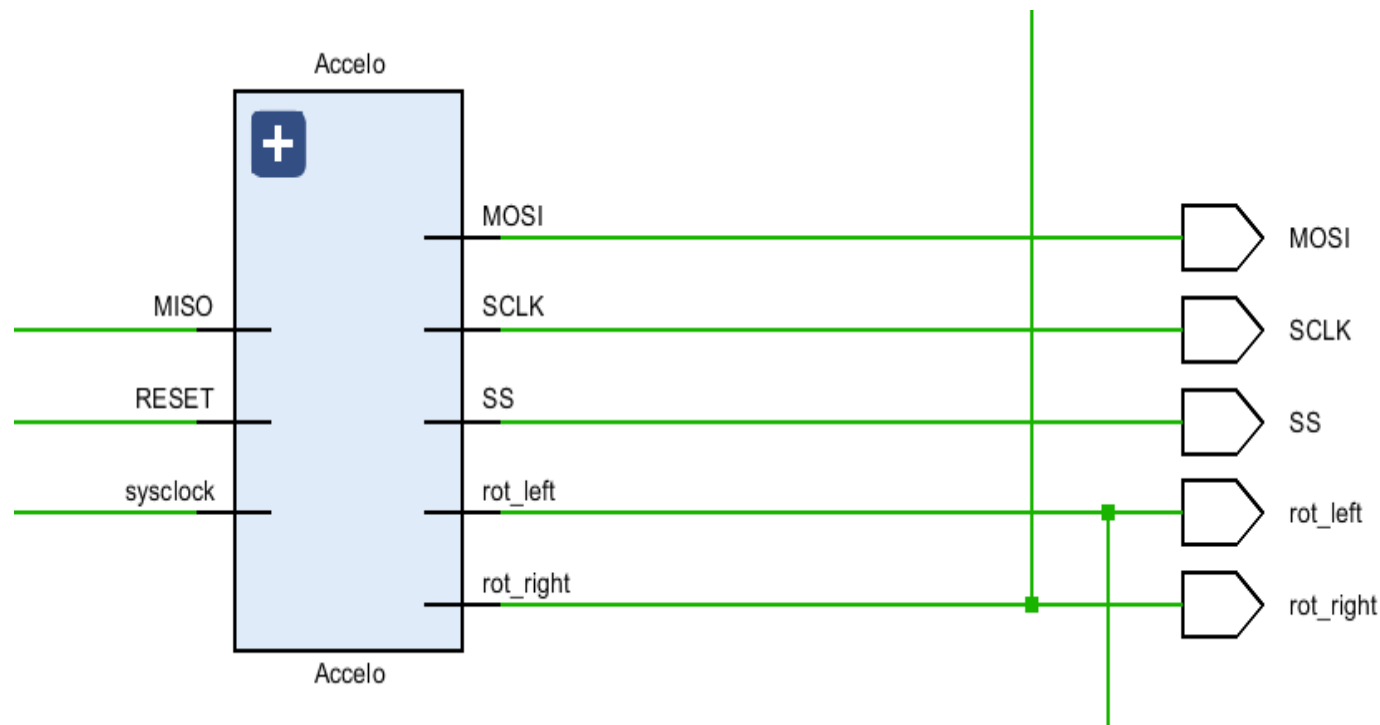 Accelo
+
MOSI
MOSI
MISO
SCLK
SCLK
RESET
SS
SS
sysclock
rot_left
rot_left
rot_right
rot_right
Accelo